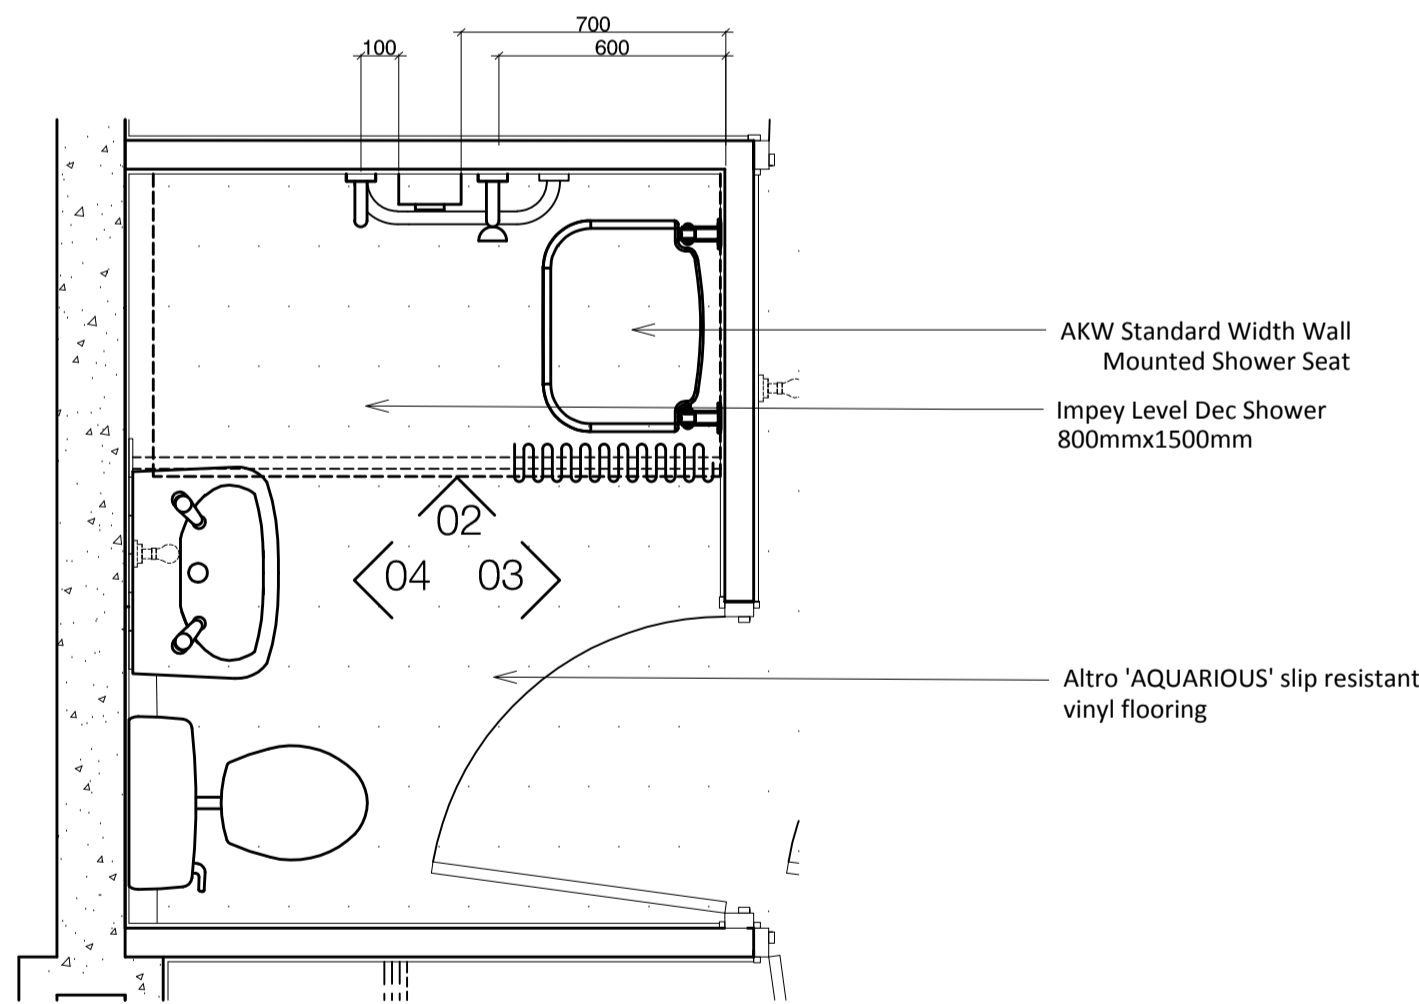 700
100
600
AKW Standard Width Wall
Mounted Shower Seat
Impey Level Dec Shower
800mmx1500mm
02
04
03
Altro 'AQUARIOUS' slip resistant
vinyl flooring